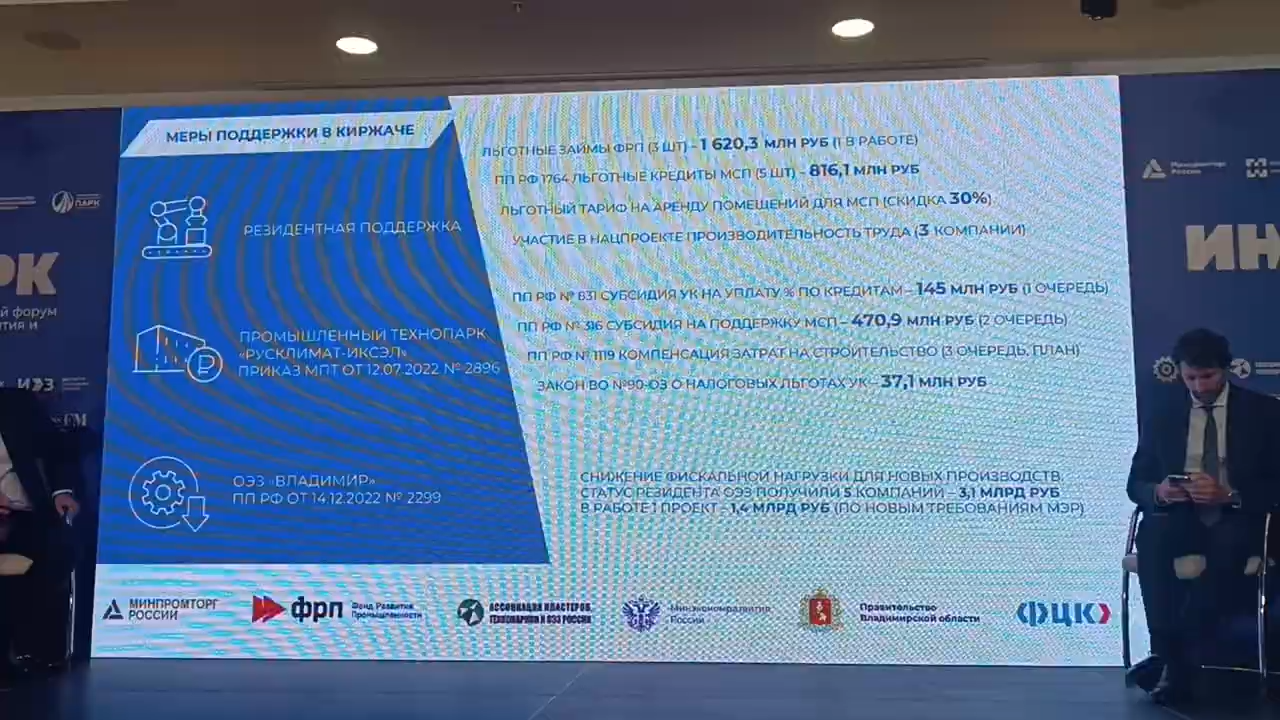 МЕРЫ ПОДДЕРЖКИ В КИРЖАЧЕ
РЕЗИДЕНТНАЯ ПОДДЕРЖКА
ЛЬГОТНЫЕ ЗАЙМЫ ФРП (3 ШТ) – 1 620,3 МЛН РУБ (1 В РАБОТЕ)
ПП РФ 1764 ЛЬГОТНЫЕ КРЕДИТЫ МСП (5 ШТ) – 816,1 МЛН РУБ
ЛЬГОТНЫЙ ТАРИФ НА АРЕНДУ ПОМЕЩЕНИЙ ДЛЯ МСП (СКИДКА 30%)
УЧАСТИЕ В НАЦПРОЕКТЕ ПРОИЗВОДИТЕЛЬНОСТЬ ТРУДА (3 КОМПАНИИ)
ПРОМЫШЛЕННЫЙ ТЕХНОПАРК
«РУСКЛИМАТ-ИКСЭЛ»
ПРИКАЗ МПТ ОТ 12.07.2022 № 2896
ПП РФ № 831 СУБСИДИЯ УК НА УПЛАТУ % ПО КРЕДИТАМ – 145 МЛН РУБ (1 ОЧЕРЕДЬ)
ПП РФ № 316 СУБСИДИЯ НА ПОДДЕРЖКУ МСП – 470,9 МЛН РУБ (2 ОЧЕРЕДЬ)
ПП РФ № 1119 КОМПЕНСАЦИЯ ЗАТРАТ НА СТРОИТЕЛЬСТВО (3 ОЧЕРЕДЬ, ПЛАН)
ЗАКОН ВО №90-ОЗ О НАЛОГОВЫХ ЛЬГОТАХ УК – 37,1 МЛН РУБ
ОЭЗ «ВЛАДИМИР»
ПП РФ ОТ 14.12.2022 № 2299
СНИЖЕНИЕ ФИСКАЛЬНОЙ НАГРУЗКИ ДЛЯ НОВЫХ ПРОИЗВОДСТВ.
СТАТУС РЕЗИДЕНТА ОЭЗ ПОЛУЧИЛИ 5 КОМПАНИЙ – 3,1 МЛРД РУБ
В РАБОТЕ 1 ПРОЕКТ – 1,4 МЛРД РУБ (ПО НОВЫМ ТРЕБОВАНИЯМ МЭР)
МИНПРОМТОРГ
РОССИИ
фрп
Фонд Развития
Промышленности
АССОЦИАЦИЯ КЛАСТЕРОВ,
ТЕХНОПАРКОВ И ОЭЗ РОССИИ
Минэкономразвития
России
Правительство
Владимирской области
ФЦК
ПАРК
РК
й форум
тия и
ИЭЗ
Минпромторг
России
ИН